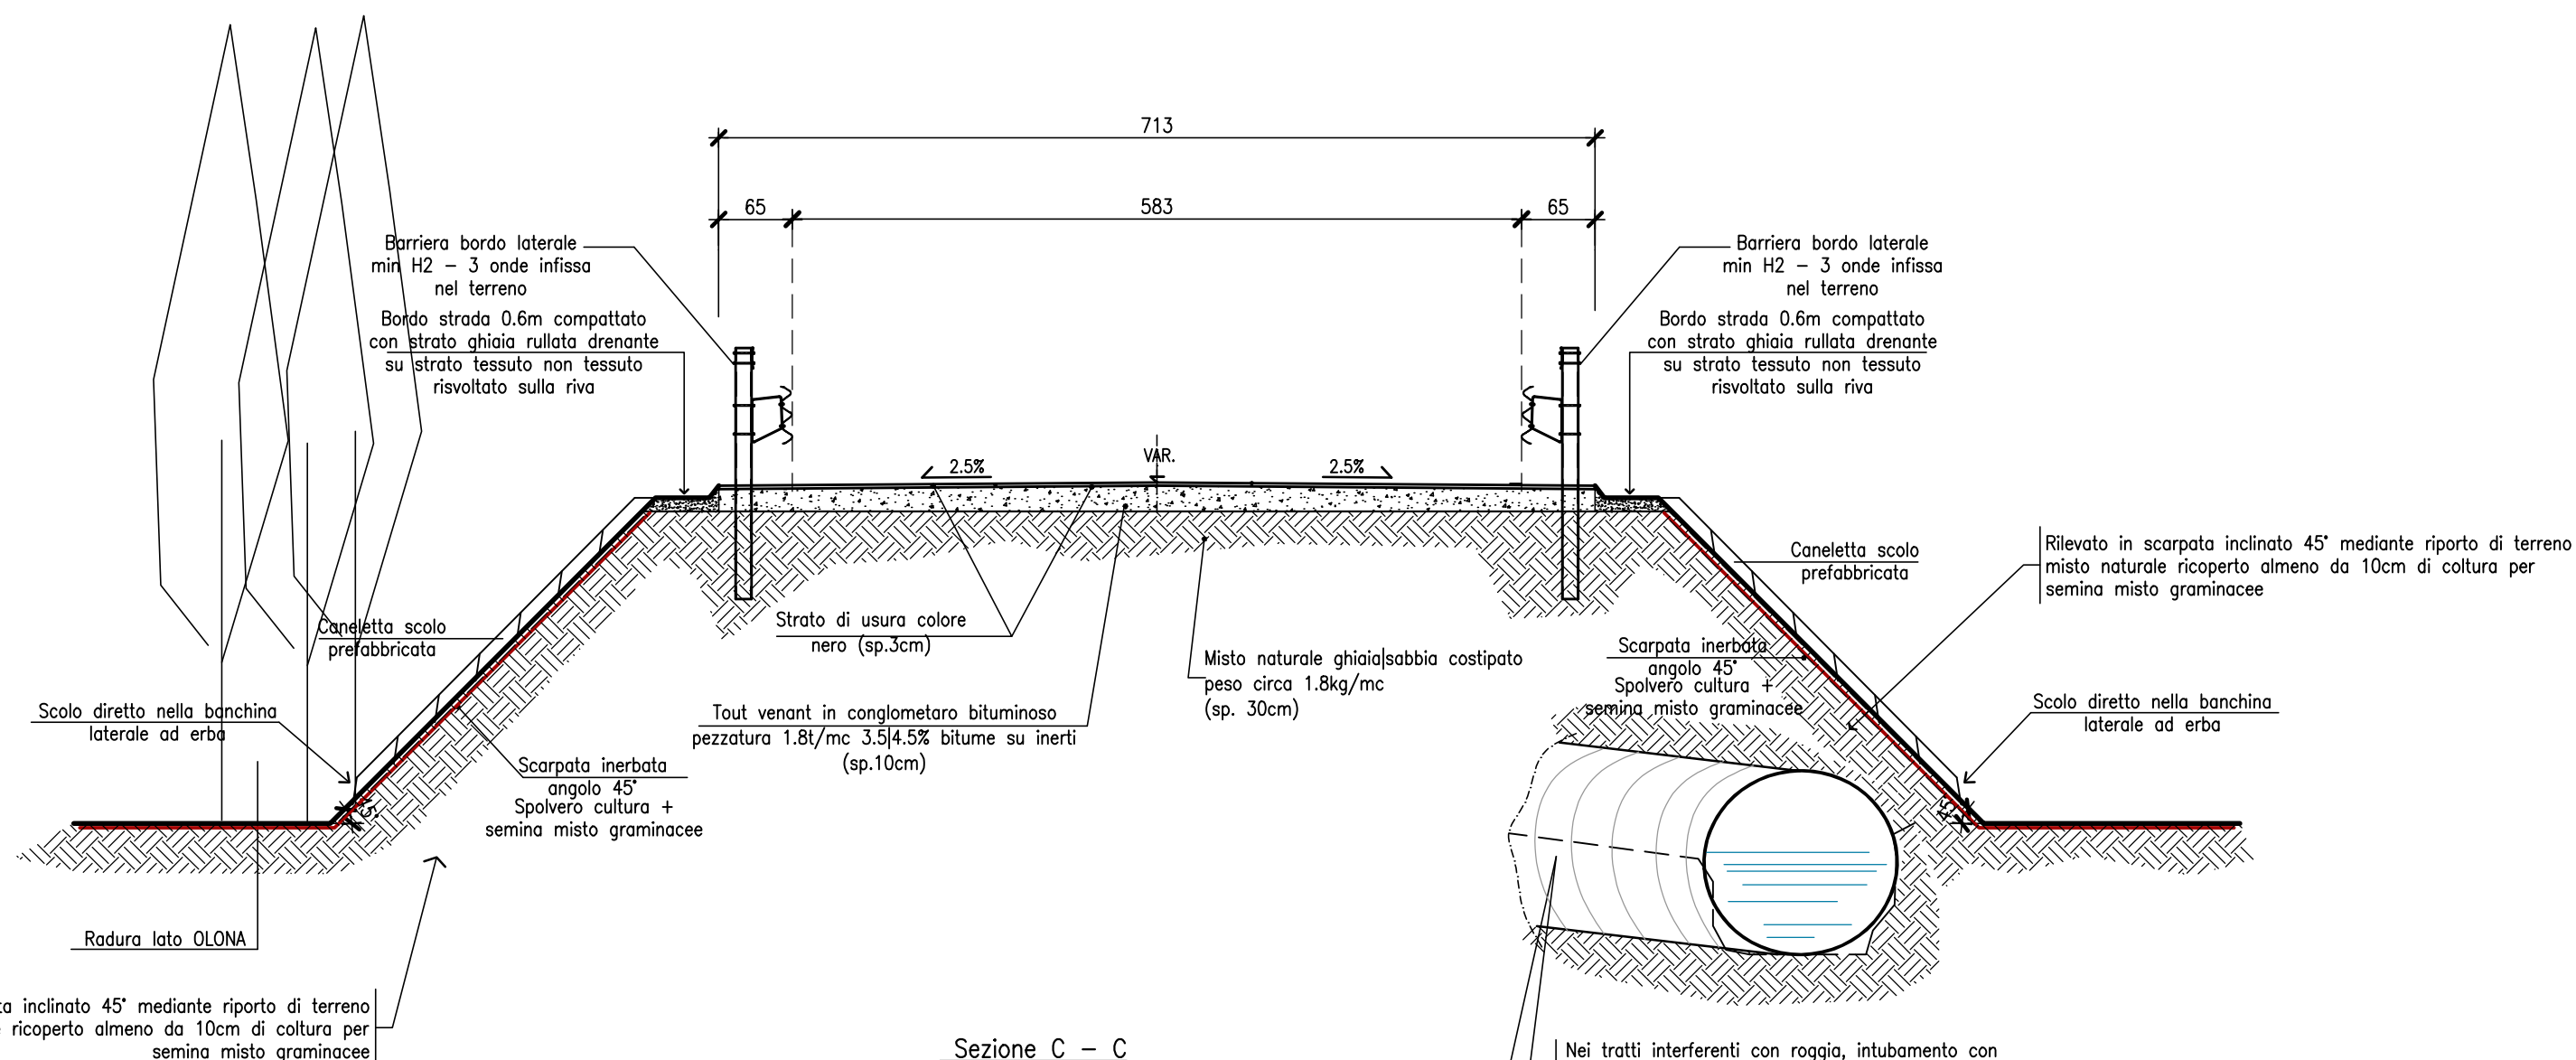 713
65
583
65
Barriera bordo laterale
min H2 - 3 onde infissa
nel terreno
Bordo strada 0.6m compattato
con strato ghiaia rullata drenante
su strato tessuto non tessuto
risvoltato sulla riva
Barriera bordo laterale
min H2 - 3 onde infissa
nel terreno
Bordo strada 0.6m compattato
con strato ghiaia rullata drenante
su strato tessuto non tessuto
risvoltato sulla riva
2.5%
VAR.
2.5%
Caneletta scolo
prefabbricata
Rilevato in scarpata inclinato 45° mediante riporto di terreno
misto naturale ricoperto almeno da 10cm di coltura per
semina misto graminacee
Caneletta scolo
prefabbricata
Strato di usura colore
nero (sp.3cm)
Misto naturale ghiaia|sabbia costipato
peso circa 1.8kg/mc
(sp. 30cm)
Scarpata inerbata
angolo 45°
Spolvero cultura +
semina misto graminacee
Scolo diretto nella banchina
laterale ad erba
Tout venant in conglometaro bituminoso
pezzatura 1.8t/mc 3.5|4.5% bitume su inerti
(sp.10cm)
Scolo diretto nella banchina
laterale ad erba
Scarpata inerbata
angolo 45°
Spolvero cultura +
semina misto graminacee
45°
45°
Radura lato OLONA
inclinato 45° mediante riporto di terreno
ricoperto almeno da 10cm di coltura per
semina misto graminacee
Sezione C - C
Nei tratti interferenti con roggia, intubamento con